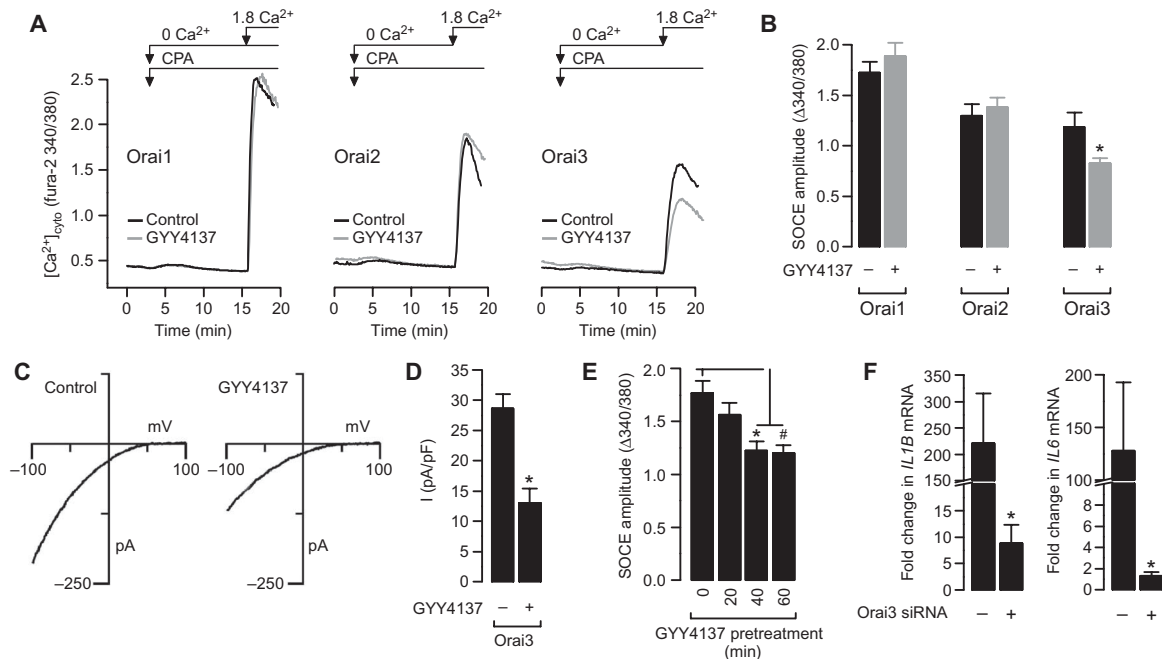 A
0 Ca²⁺
1.8 Ca²⁺
CPA
0 Ca²⁺
1.8 Ca²⁺
CPA
0 Ca²⁺
1.8 Ca²⁺
CPA
[Ca²⁺]cyto (fura-2 340/380)
2.5
2.0
1.5
1.0
0.5
Orai1
Control
GYY4137
0 5 10 15 20
Time (min)
Orai2
Control
GYY4137
0 5 10 15 20
Time (min)
Orai3
Control
GYY4137
0 5 10 15 20
Time (min)
B
SOCE amplitude (Δ340/380)
2.0
1.5
1.0
0.5
0.0
*
GYY4137 – + – + – +
Orai1 Orai2 Orai3
C
Control
mV
–100 100
pA
–250
GYY4137
mV
–100 100
pA
–250
D
I (pA/pF)
35
30
25
20
15
10
5
0
*
GYY4137 – +
Orai3
E
SOCE amplitude (Δ340/380)
2.0
1.5
1.0
0.5
0.0
* #
0 20 40 60
GYY4137 pretreatment
(min)
F
Fold change in IL1B mRNA
350
300
250
200
150
10
5
0
*
Orai3 siRNA – +
Fold change in IL6 mRNA
200
150
100
8
6
4
2
0
*
– +